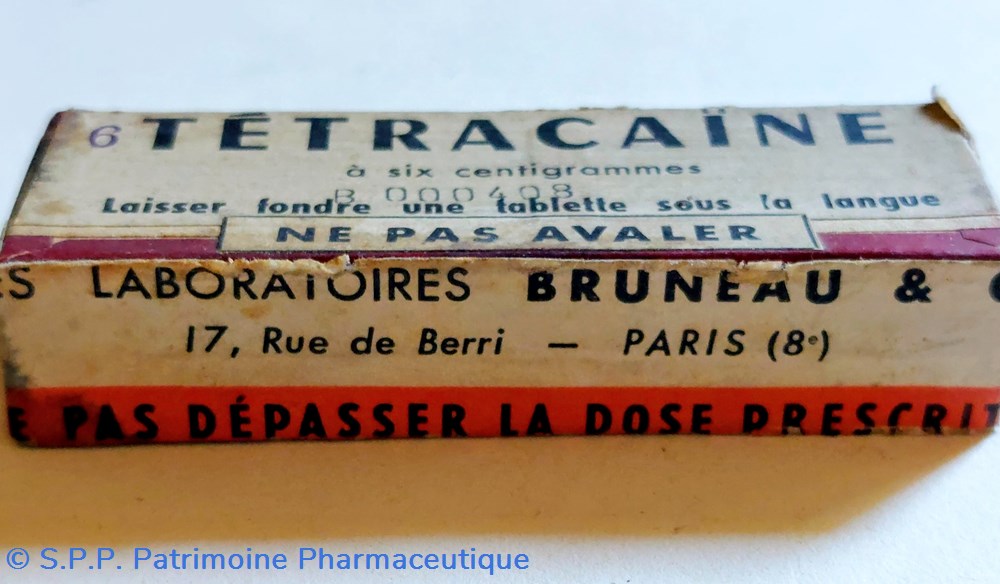 6 TÉTRACAÏNE
à six centigrammes
B 000408
Laisser fondre une tablette sous la langue
NE PAS AVALER
ES LABORATOIRES BRUNEAU & C
17, Rue de Berri — PARIS (8e)
E PAS DÉPASSER LA DOSE PRESCRIT
© S.P.P. Patrimoine Pharmaceutique